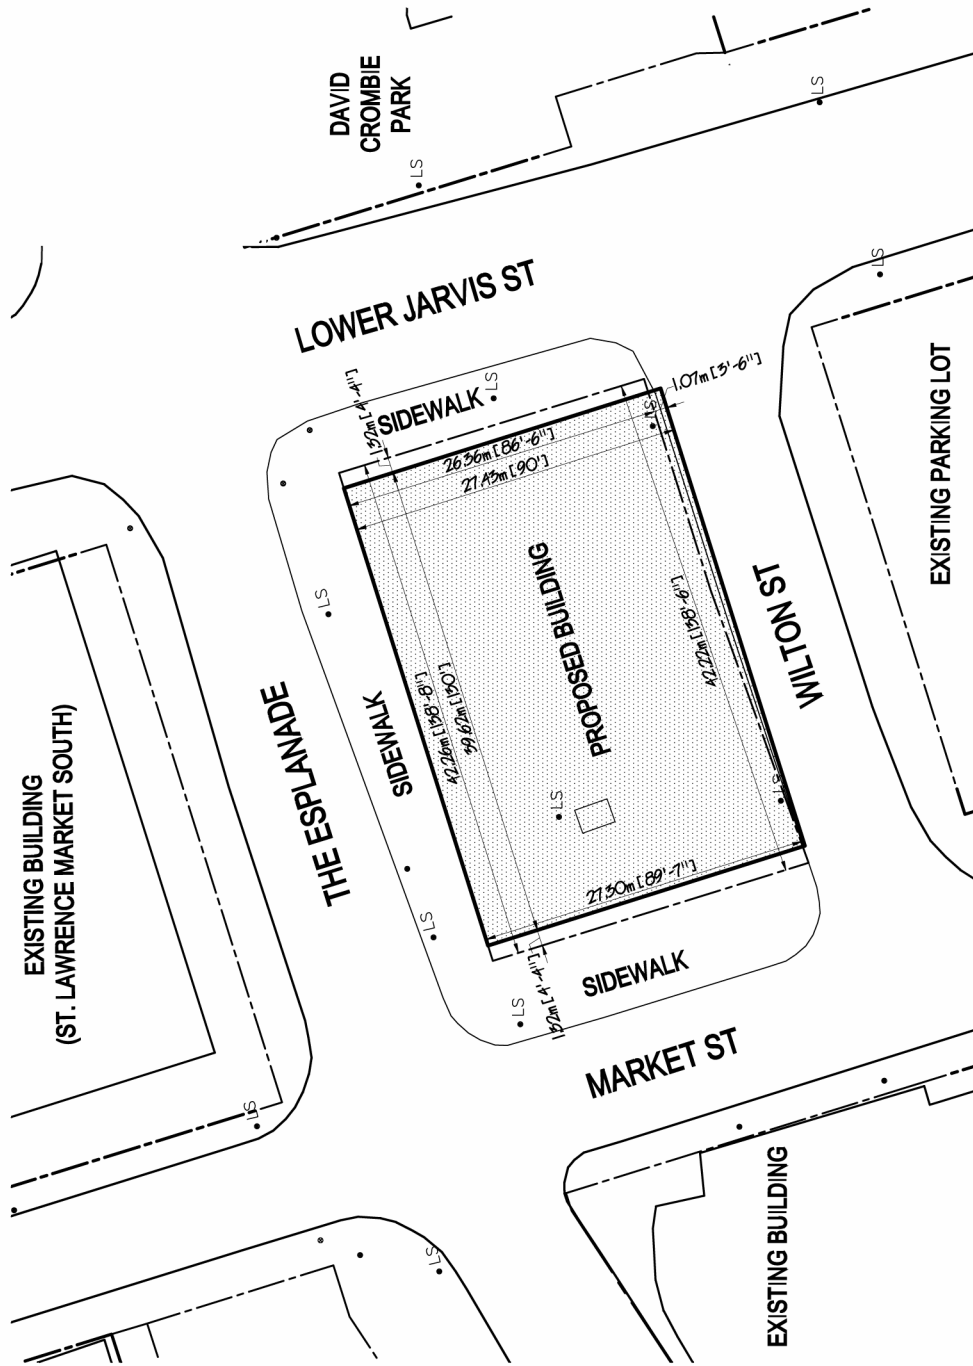 DAVID
CROMBIE
PARK
LS
LS
LOWER JARVIS ST
LS
1.32m [4'-4"]
SIDEWALK
LS
1.07m [3'-6"]
LS
26.36m [86'-6"]
27.43m [90']
EXISTING PARKING LOT
LS
THE ESPLANADE
SIDEWALK
42.26m [138'-8"]
39.62m [130']
PROPOSED BUILDING
42.22m [138'-6"]
WILTON ST
EXISTING BUILDING
(ST. LAWRENCE MARKET SOUTH)
LS
LS
LS
27.30m [89'-7"]
1.32m [4'-4"]
SIDEWALK
LS
MARKET ST
LS
LS
EXISTING BUILDING